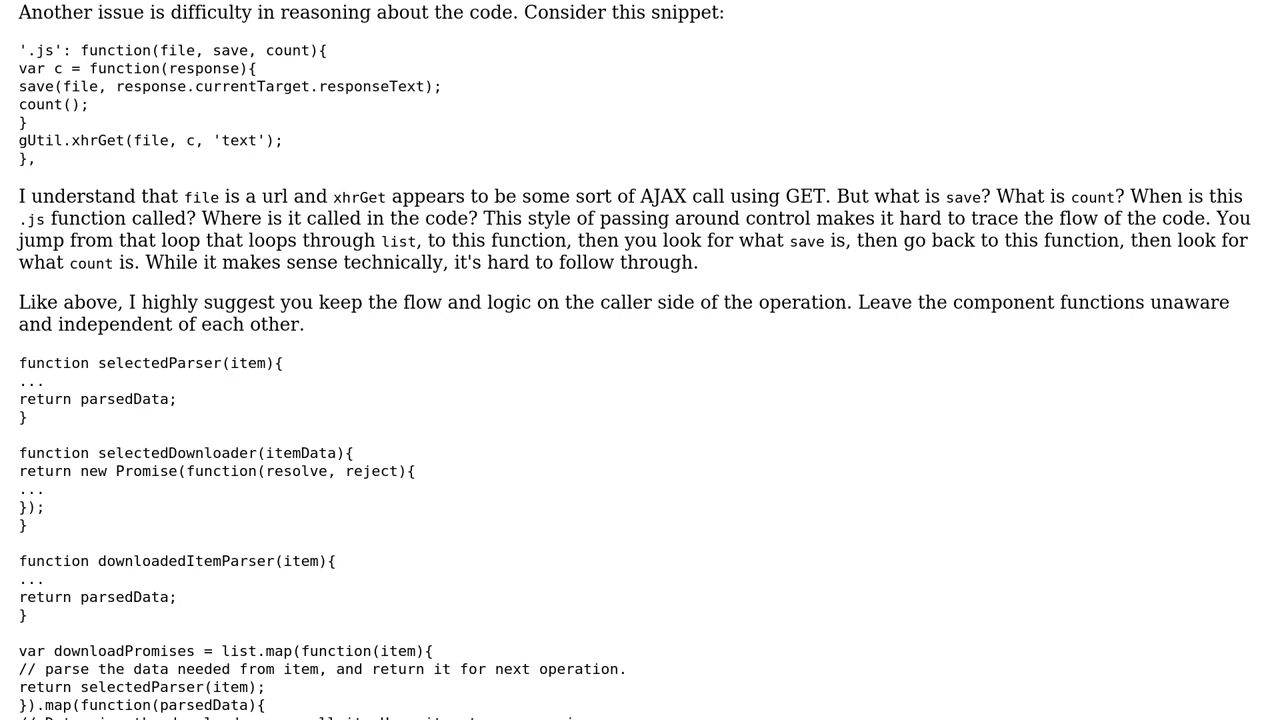 Another issue is difficulty in reasoning about the code. Consider this snippet:
'.js': function(file, save, count){
var c = function(response){
save(file, response.currentTarget.responseText);
count();
}
gUtil.xhrGet(file, c, 'text');
},
I understand that file is a url and xhrGet appears to be some sort of AJAX call using GET. But what is save? What is count? When is this
.js function called? Where is it called in the code? This style of passing around control makes it hard to trace the flow of the code. You
jump from that loop that loops through list, to this function, then you look for what save is, then go back to this function, then look for
what count is. While it makes sense technically, it's hard to follow through.
Like above, I highly suggest you keep the flow and logic on the caller side of the operation. Leave the component functions unaware
and independent of each other.
function selectedParser(item){
...
return parsedData;
}
function selectedDownloader(itemData){
return new Promise(function(resolve, reject){
...
});
}
function downloadedItemParser(item){
...
return parsedData;
}
var downloadPromises = list.map(function(item){
// parse the data needed from item, and return it for next operation.
return selectedParser(item);
}).map(function(parsedData){